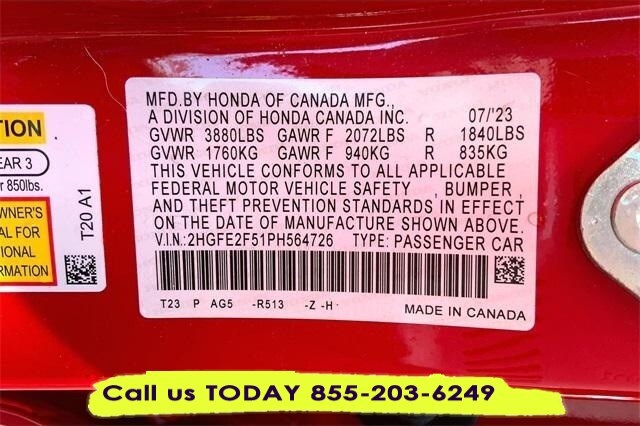 TION
EAR 3
r 850lbs.
WNER'S
AL FOR
IONAL
RMATION
T20 A1
MFD.BY HONDA OF CANADA MFG.,
A DIVISION OF HONDA CANADA INC. 07/'23
GVWR 3880LBS GAWR F 2072LBS R 1840LBS
GVWR 1760KG GAWR F 940KG R 835KG
THIS VEHICLE CONFORMS TO ALL APPLICABLE
FEDERAL MOTOR VEHICLE SAFETY , BUMPER ,
AND THEFT PREVENTION STANDARDS IN EFFECT
ON THE DATE OF MANUFACTURE SHOWN ABOVE.
V.I.N.:2HGFE2F51PH564726 TYPE: PASSENGER CAR
T23 P AG5 -R513 -Z -H-
MADE IN CANADA
Call us TODAY 855-203-6249